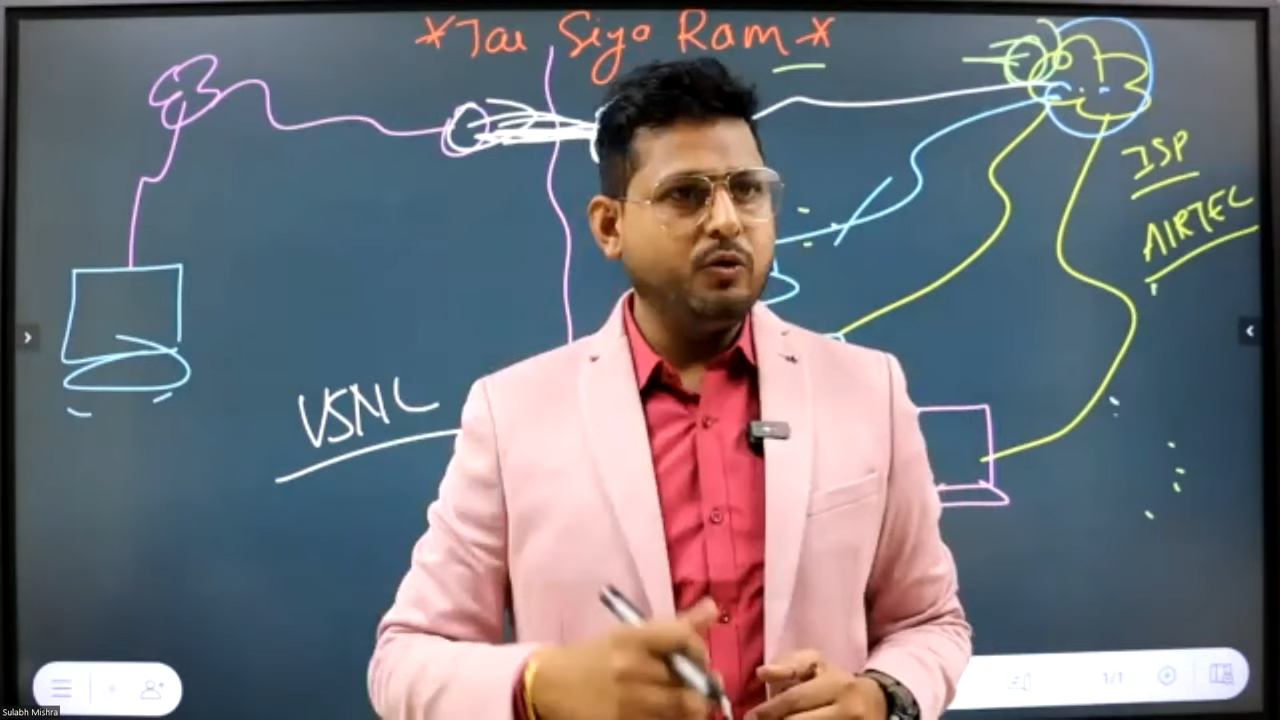 *Jai Siya Ram*
ISP
AIRTEL
VSNL
1/1
Sulabh Mishra